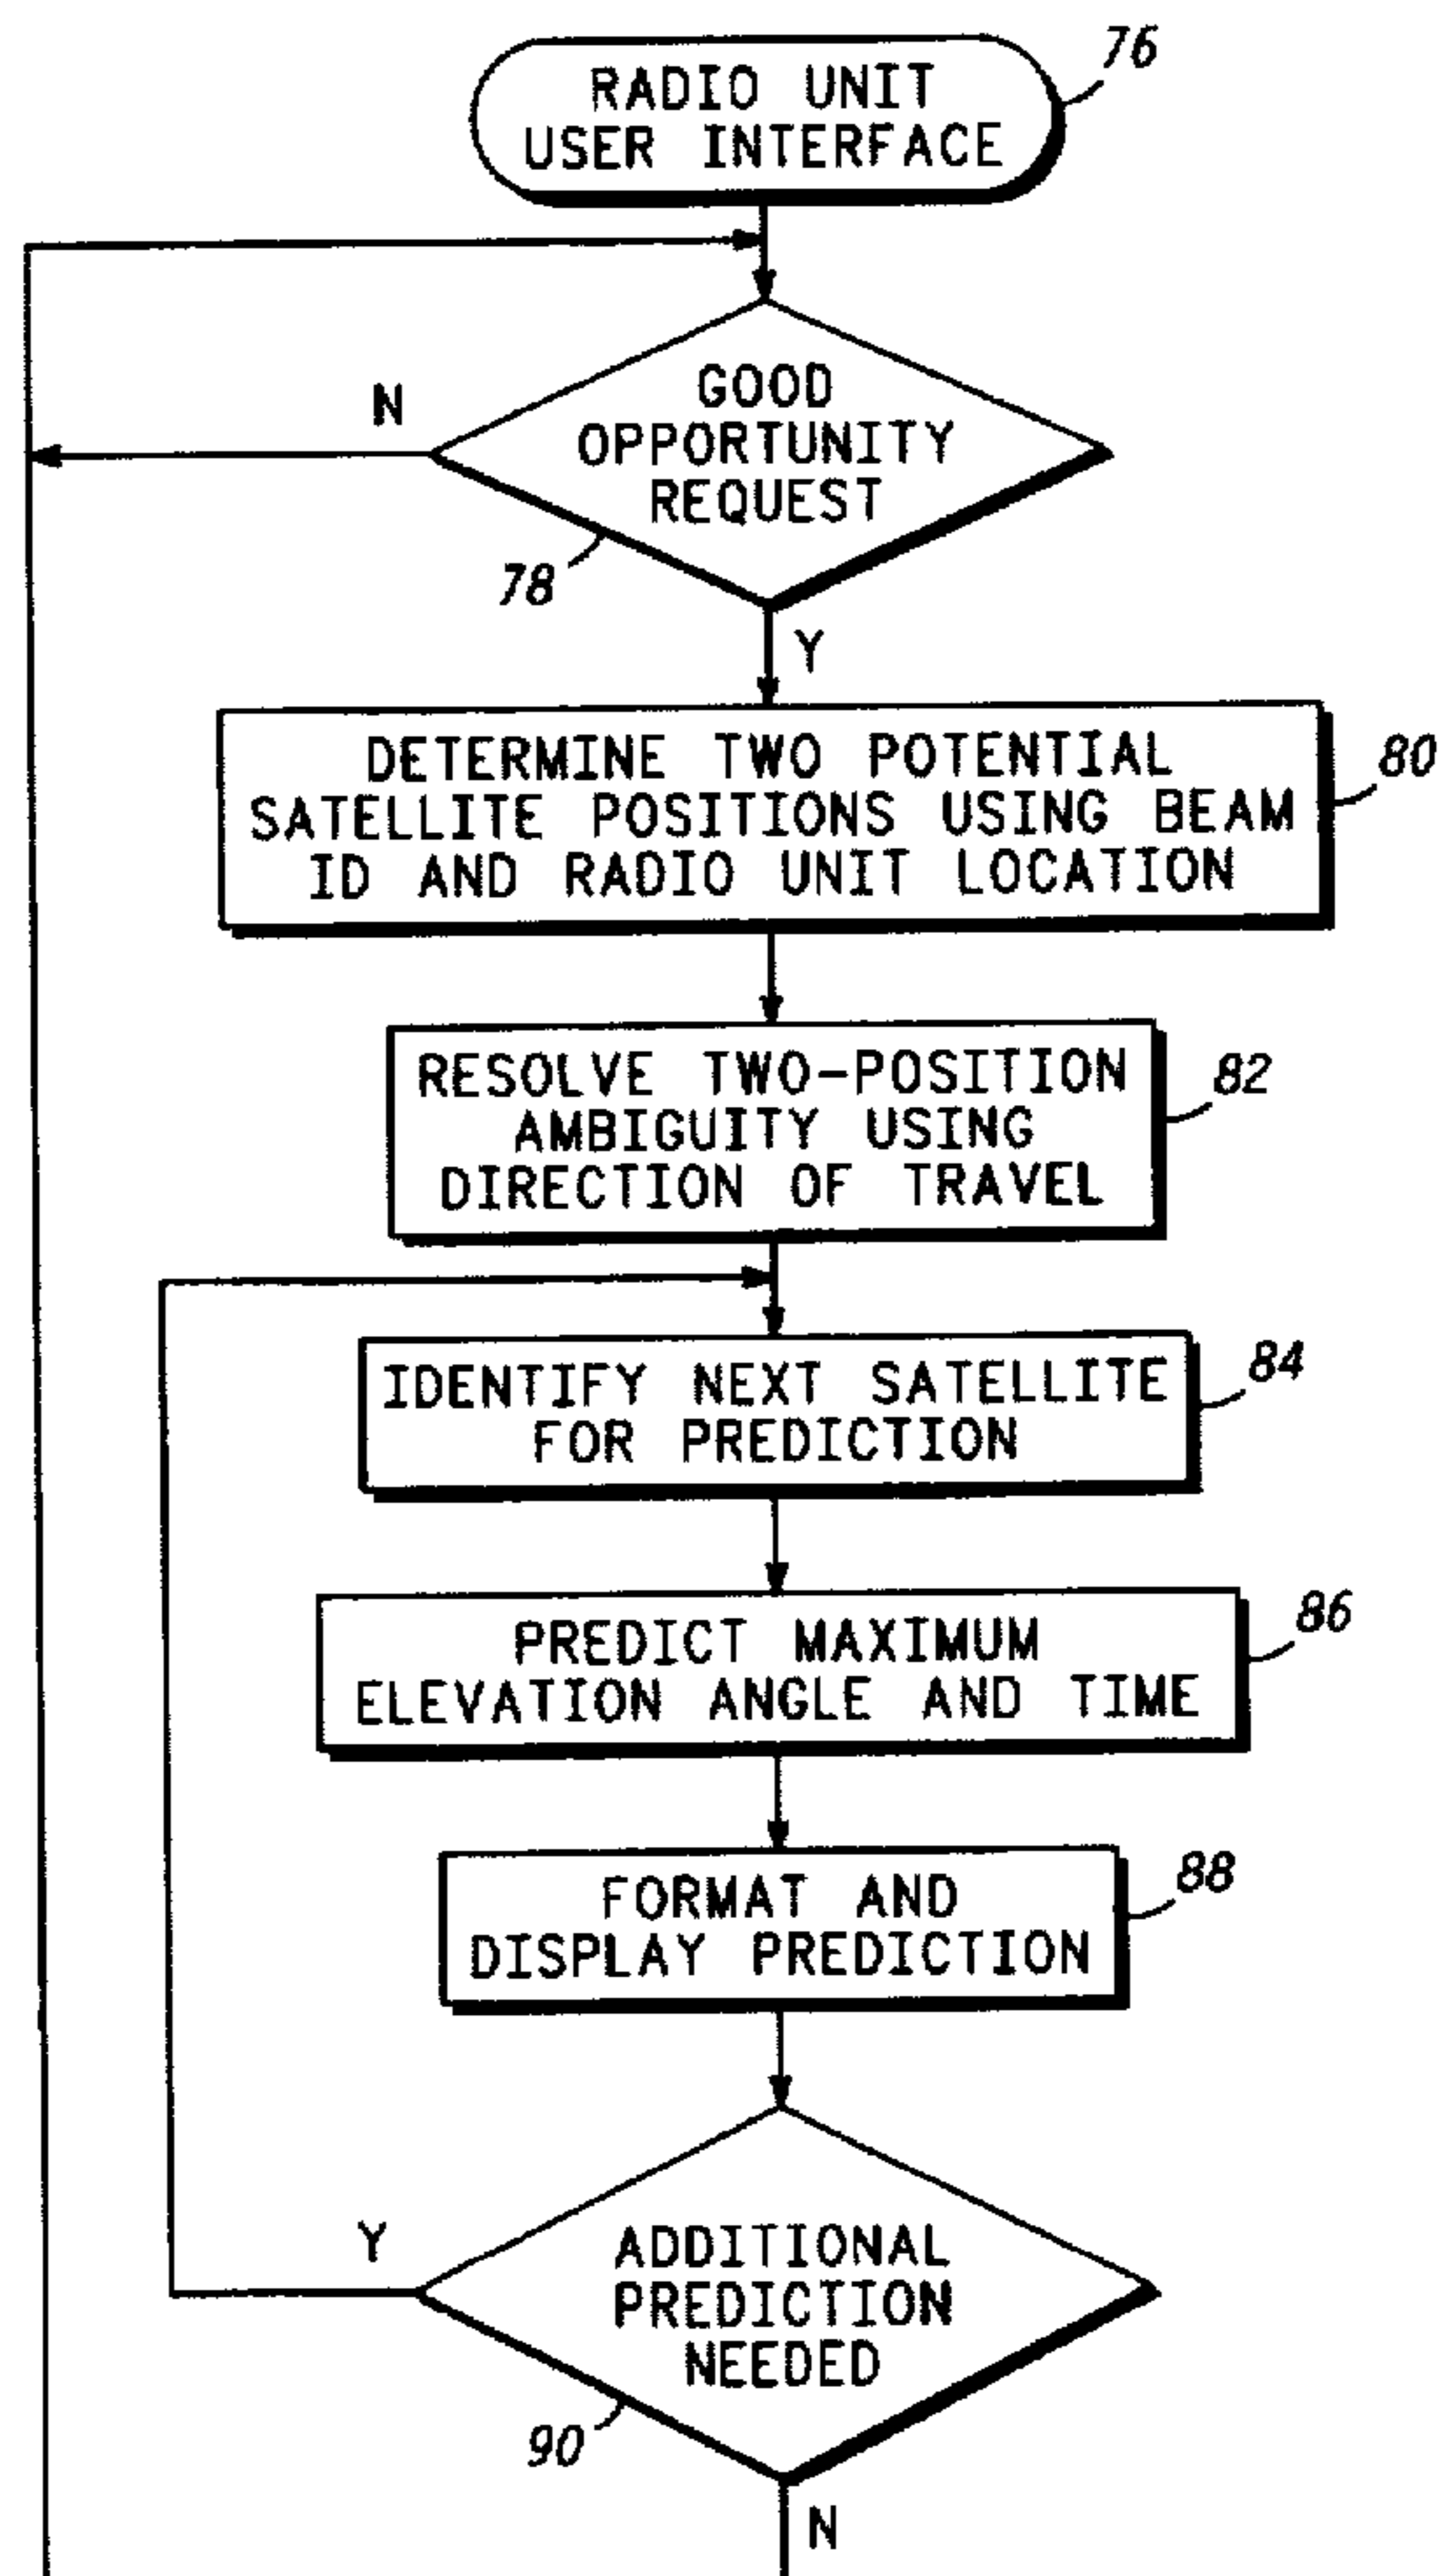 76
RADIO UNIT
USER INTERFACE
N
GOOD
OPPORTUNITY
REQUEST
78
Y
DETERMINE TWO POTENTIAL
SATELLITE POSITIONS USING BEAM
ID AND RADIO UNIT LOCATION
80
RESOLVE TWO-POSITION
AMBIGUITY USING
DIRECTION OF TRAVEL
82
IDENTIFY NEXT SATELLITE
FOR PREDICTION
84
PREDICT MAXIMUM
ELEVATION ANGLE AND TIME
86
FORMAT AND
DISPLAY PREDICTION
88
Y
ADDITIONAL
PREDICTION
NEEDED
90
N